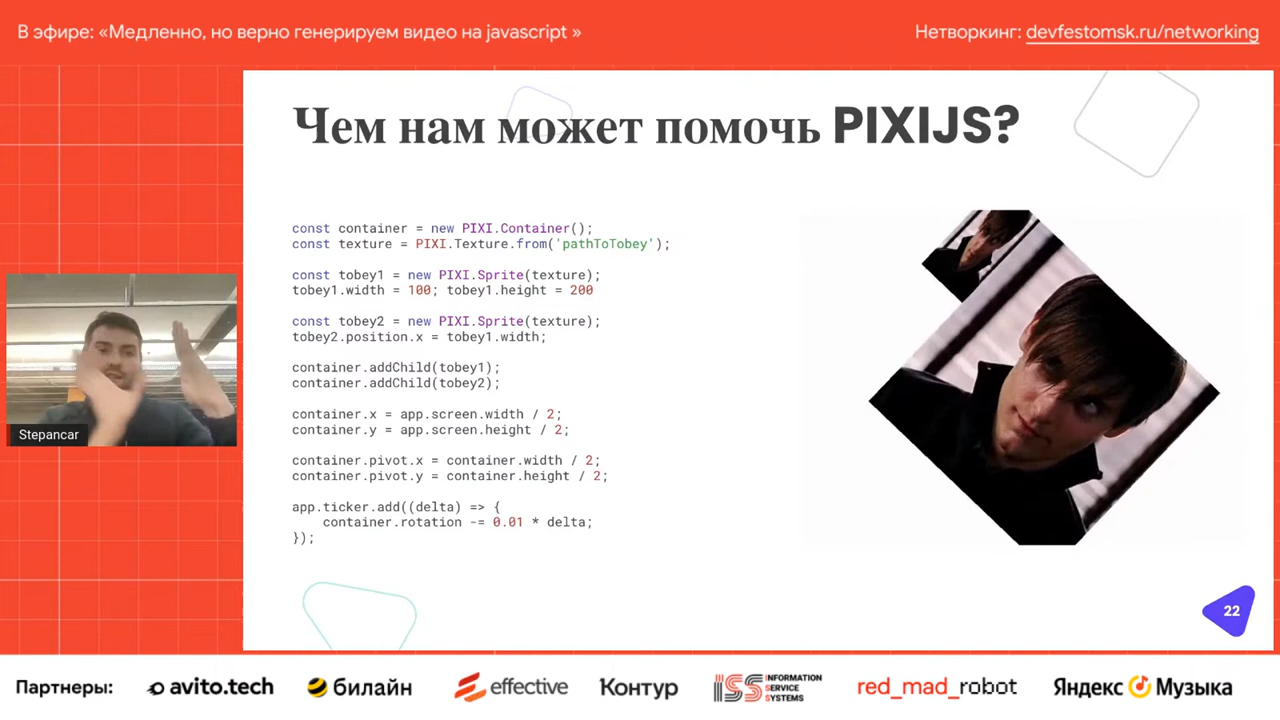 В эфире: «Медленно, но верно генерируем видео на javascript »
Нетворкинг: devfestomsk.ru/networking
Чем нам может помочь PIXIJS?
const container = new PIXI.Container();
const texture = PIXI.Texture.from('pathToTobey');
const tobey1 = new PIXI.Sprite(texture);
tobey1.width = 100; tobey1.height = 200
const tobey2 = new PIXI.Sprite(texture);
tobey2.position.x = tobey1.width;
container.addChild(tobey1);
container.addChild(tobey2);
container.x = app.screen.width / 2;
container.y = app.screen.height / 2;
container.pivot.x = container.width / 2;
container.pivot.y = container.height / 2;
app.ticker.add((delta) => {
container.rotation -= 0.01 * delta;
});
Stepancar
22
Партнеры: avito.tech билайн effective Контур ISS INFORMATION SERVICE SYSTEMS red_mad_robot Яндекс Музыка